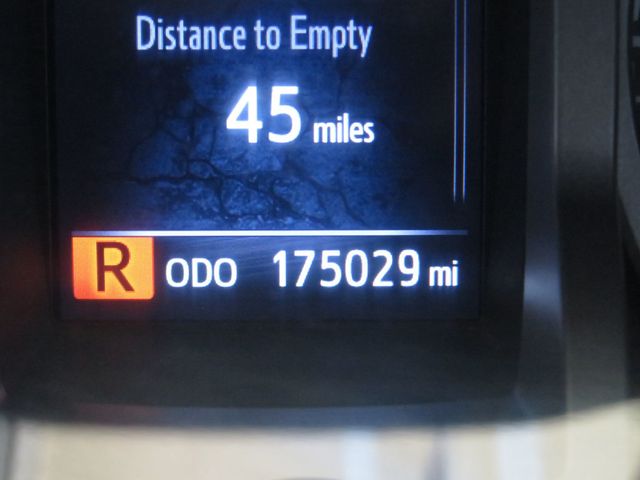 Distance to Empty
45 miles
R ODO 175029 mi